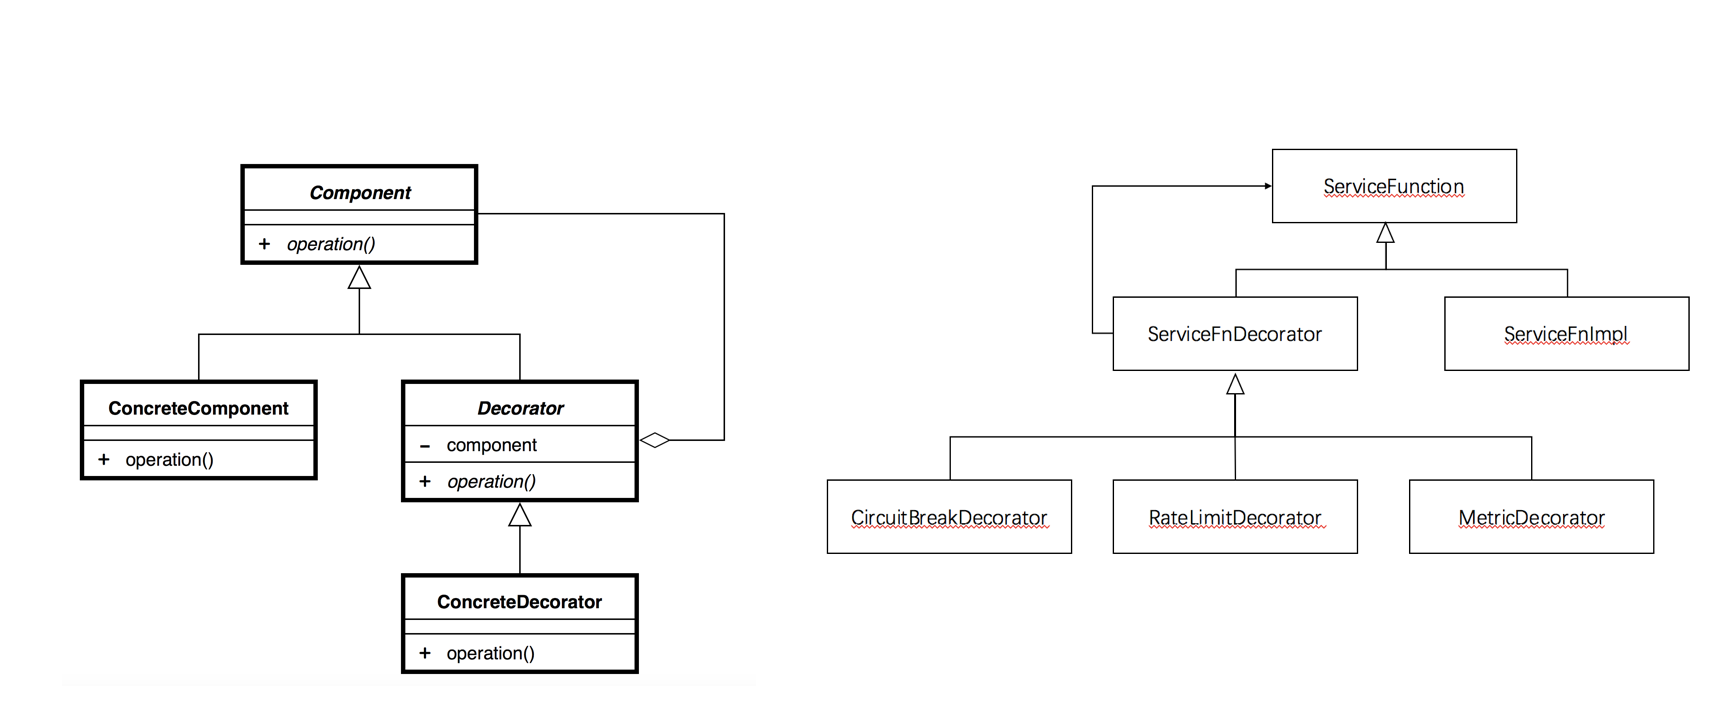 Component
+ operation()
ConcreteComponent
+ operation()
Decorator
- component
+ operation()
ConcreteDecorator
+ operation()
ServiceFunction
ServiceFnDecorator
ServiceFnImpl
CircuitBreakDecorator
RateLimitDecorator
MetricDecorator